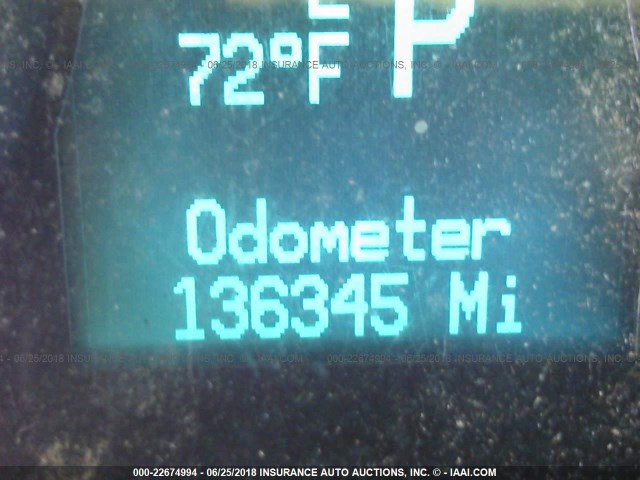 E P
72°F
Odometer
136345 Mi
000-22674994 - 06/25/2018 INSURANCE AUTO AUCTIONS, INC. © - IAAI.COM